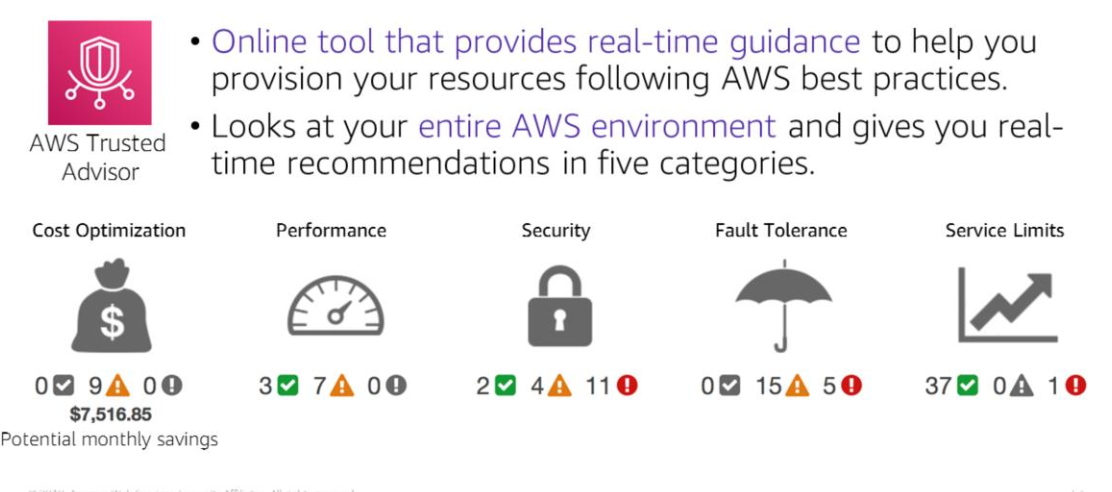 • Online tool that provides real-time guidance to help you
provision your resources following AWS best practices.
• Looks at your entire AWS environment and gives you real-
time recommendations in five categories.
AWS Trusted
Advisor
Cost Optimization
Performance
Security
Fault Tolerance
Service Limits
$
0 9 0
3 7 0
2 4 11
0 15 5
37 0 1
$7,516.85
Potential monthly savings